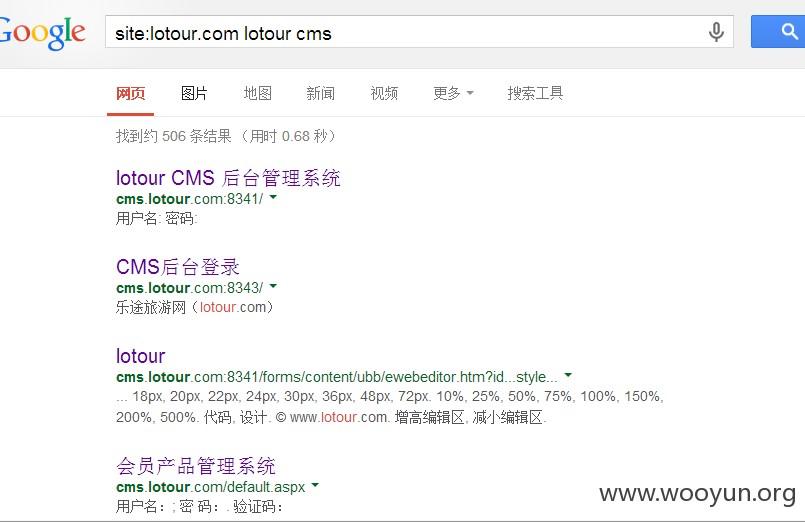 Google
site:lotour.com lotour cms
网页 图片 地图 新闻 视频 更多 搜索工具
找到约 506 条结果 （用时 0.68 秒）
lotour CMS 后台管理系统
cms.lotour.com:8341/
用户名: 密码:
CMS后台登录
cms.lotour.com:8343/
乐途旅游网（lotour.com）
lotour
cms.lotour.com:8341/forms/content/ubb/ewebeditor.htm?id...style...
... 18px, 20px, 22px, 24px, 30px, 36px, 48px, 72px. 10%, 25%, 50%, 75%, 100%, 150%,
200%, 500%. 代码, 设计. © www.lotour.com. 增高编辑区, 减小编辑区.
会员产品管理系统
cms.lotour.com/default.aspx
用户名：; 密 码：. 验证码：
www.wooyun.org